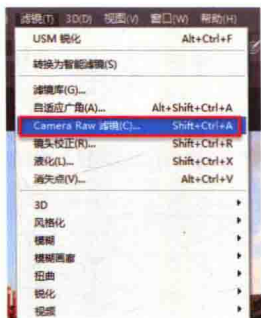 滤镜(T) 3D(D) 视图(V) 窗口(W) 帮助(H)
USM 锐化 Alt+Ctrl+F
转换为智能滤镜(S)
滤镜库(G)...
自适应广角(A)... Alt+Shift+Ctrl+A
Camera Raw 滤镜(C)... Shift+Ctrl+A
镜头校正(R)... Shift+Ctrl+R
液化(L)... Shift+Ctrl+X
消失点(V)... Alt+Ctrl+V
3D
风格化
模糊
模糊画廊
扭曲
锐化
视频